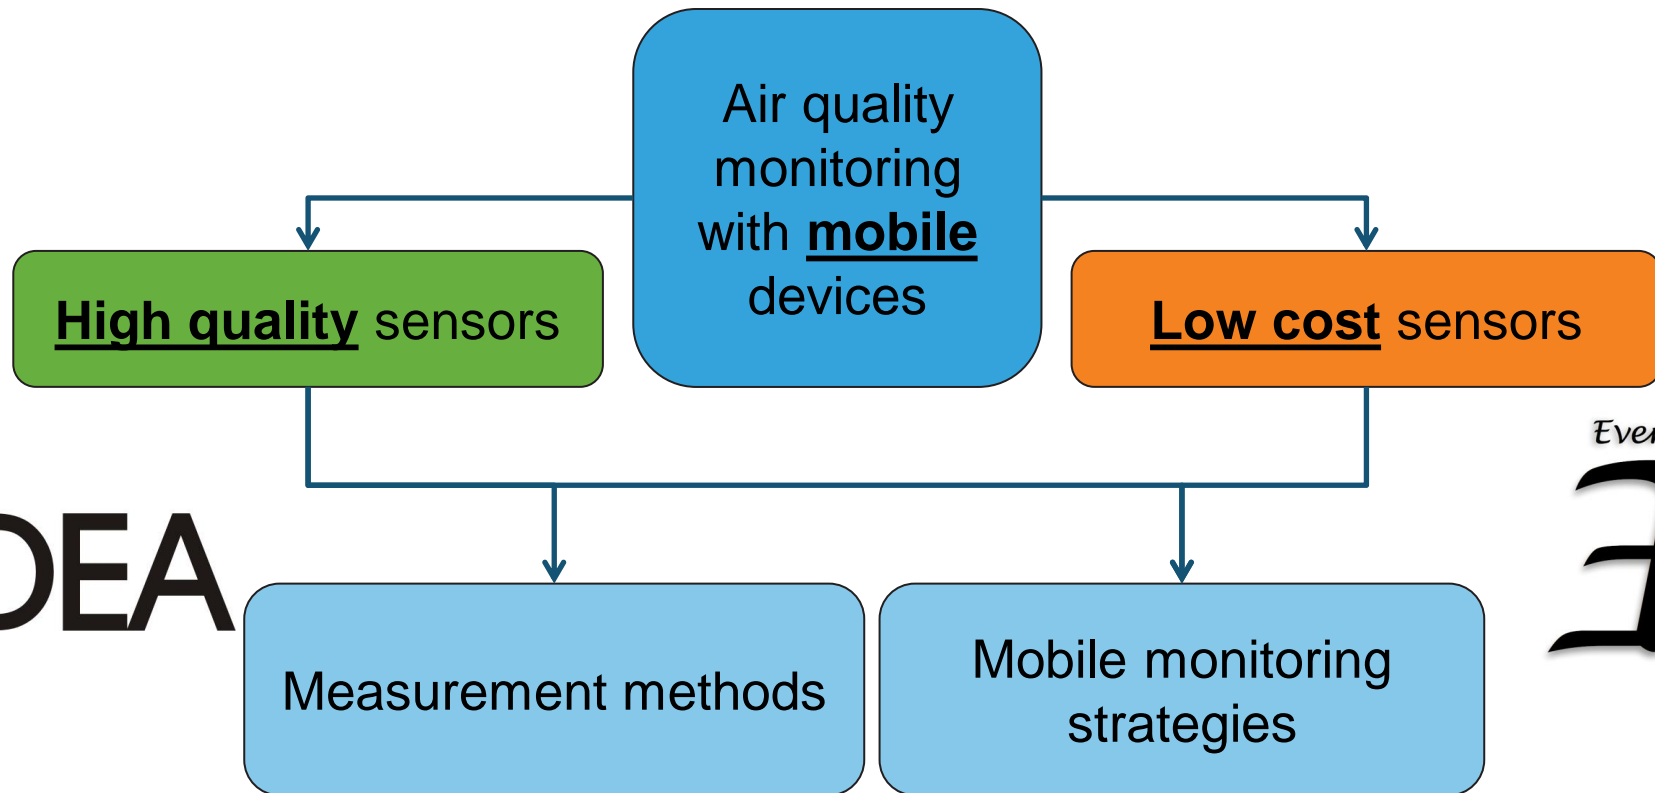 Air quality
monitoring
with mobile
devices
High quality sensors
Low cost sensors
DEA
Measurement methods
Mobile monitoring
strategies